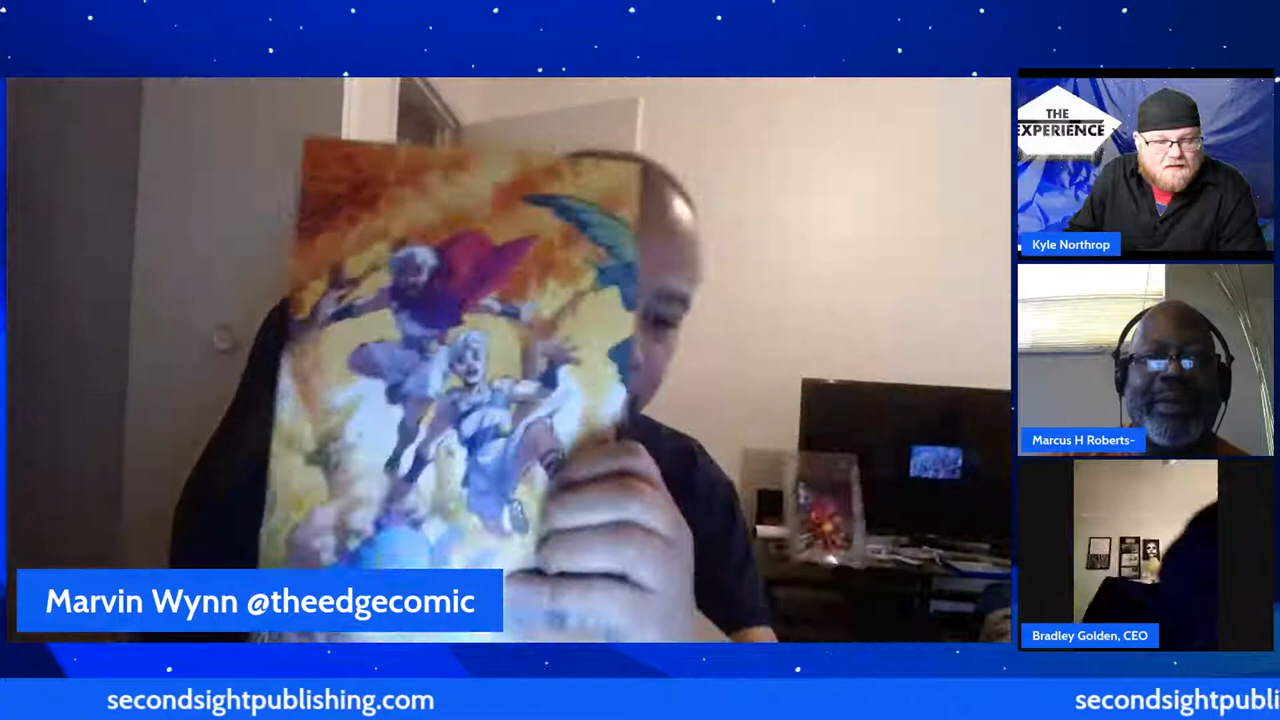 THE
EXPERIENCE
Kyle Northrop
Marcus H Roberts-
Bradley Golden, CEO
Marvin Wynn @theedgecomic
secondsightpublishing.com
secondsightpubli